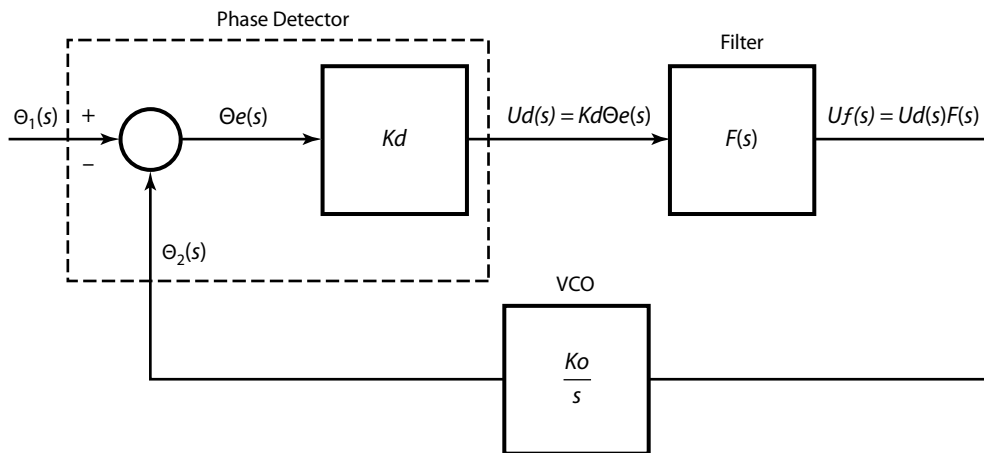 Phase Detector
Filter
Θ1(s)
+
−
Θe(s)
Kd
Ud(s) = KdΘe(s)
F(s)
Uf(s) = Ud(s)F(s)
Θ2(s)
VCO
Ko
s